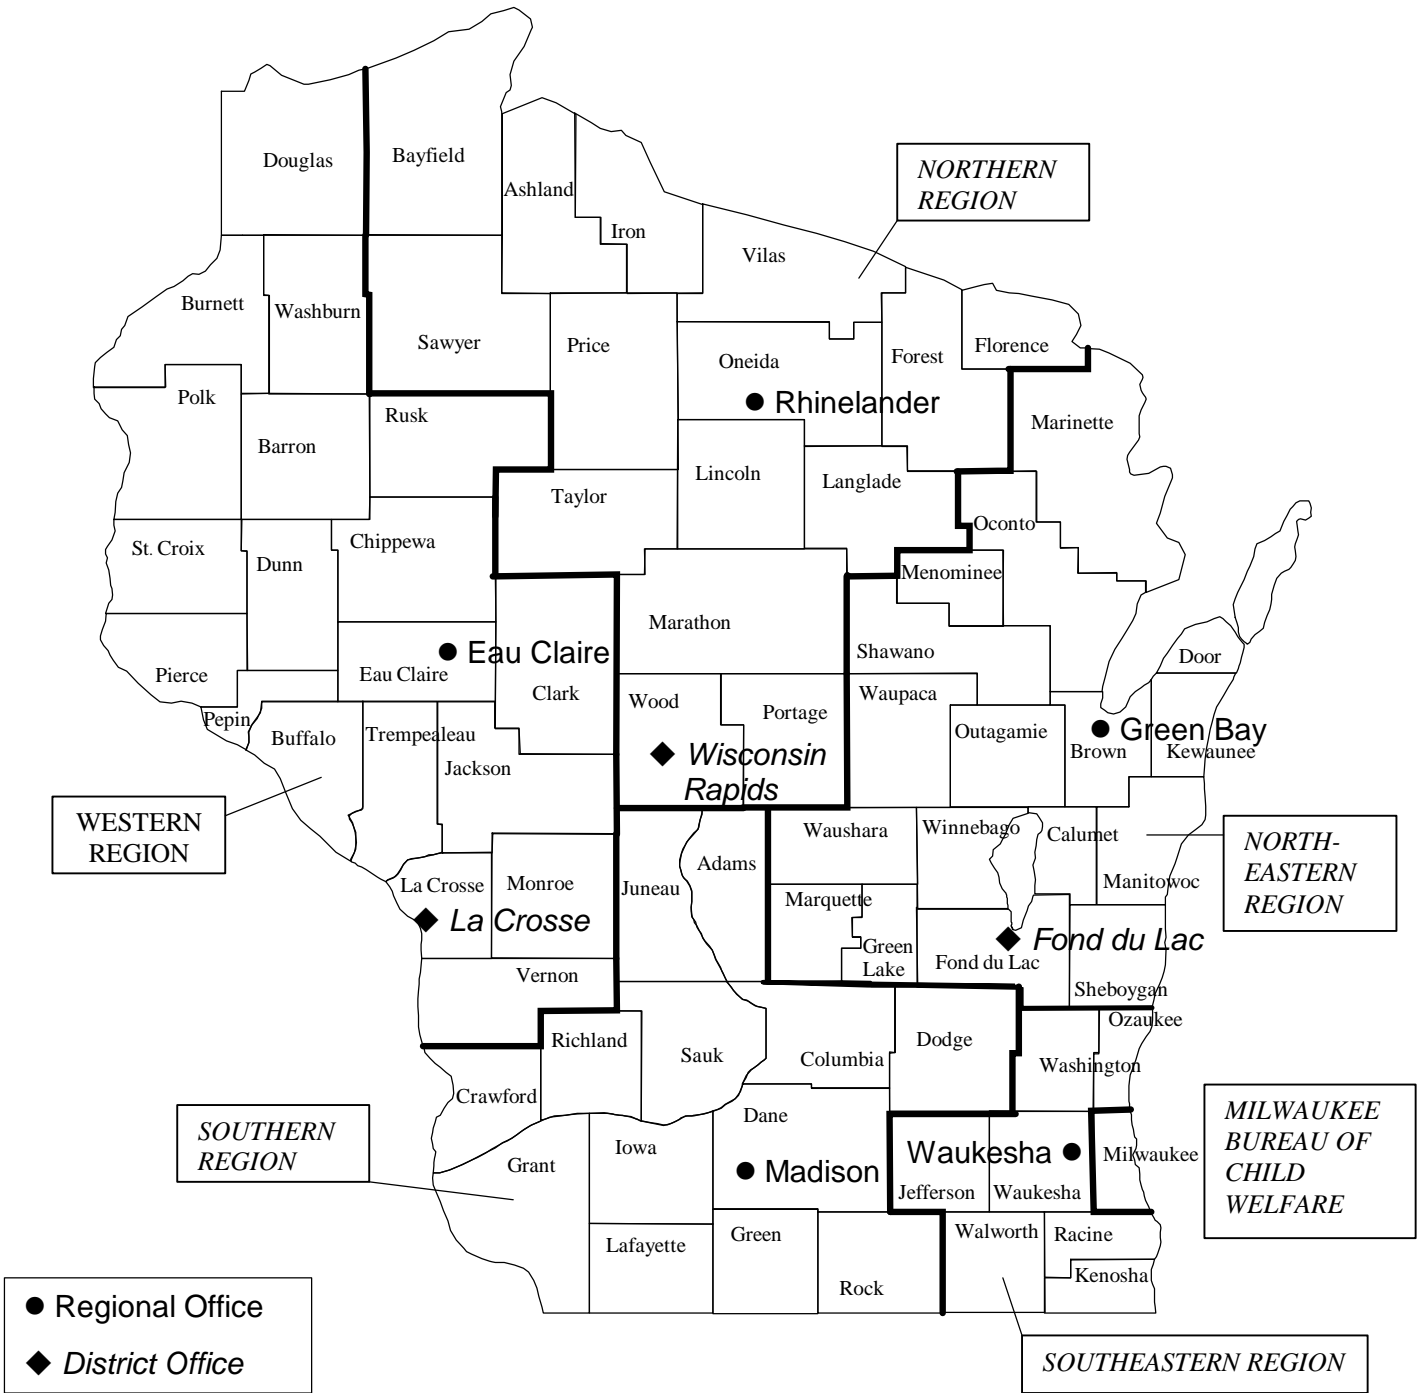 Douglas
Bayfield
Ashland
Iron
NORTHERN
REGION
Vilas
Burnett
Washburn
Sawyer
Price
Oneida
Forest
Florence
Polk
Rusk
Rhinelander
Marinette
Barron
Lincoln
Langlade
Taylor
Oconto
St. Croix
Dunn
Chippewa
Menominee
Marathon
Eau Claire
Shawano
Door
Pierce
Eau Claire
Clark
Wood
Portage
Waupaca
Pepin
Buffalo
Trempealeau
Outagamie
Green Bay
Brown
Kewaunee
Jackson
Wisconsin
Rapids
WESTERN
REGION
Waushara
Winnebago
Calumet
NORTH-
EASTERN
REGION
La Crosse
Monroe
Juneau
Adams
Marquette
Manitowoc
La Crosse
Green
Lake
Fond du Lac
Fond du Lac
Vernon
Sheboygan
Ozaukee
Richland
Sauk
Columbia
Dodge
Washington
Crawford
Dane
MILWAUKEE
BUREAU OF
CHILD
WELFARE
SOUTHERN
REGION
Grant
Iowa
Madison
Waukesha
Milwaukee
Jefferson
Waukesha
Lafayette
Green
Rock
Walworth
Racine
Kenosha
Regional Office
District Office
SOUTHEASTERN REGION